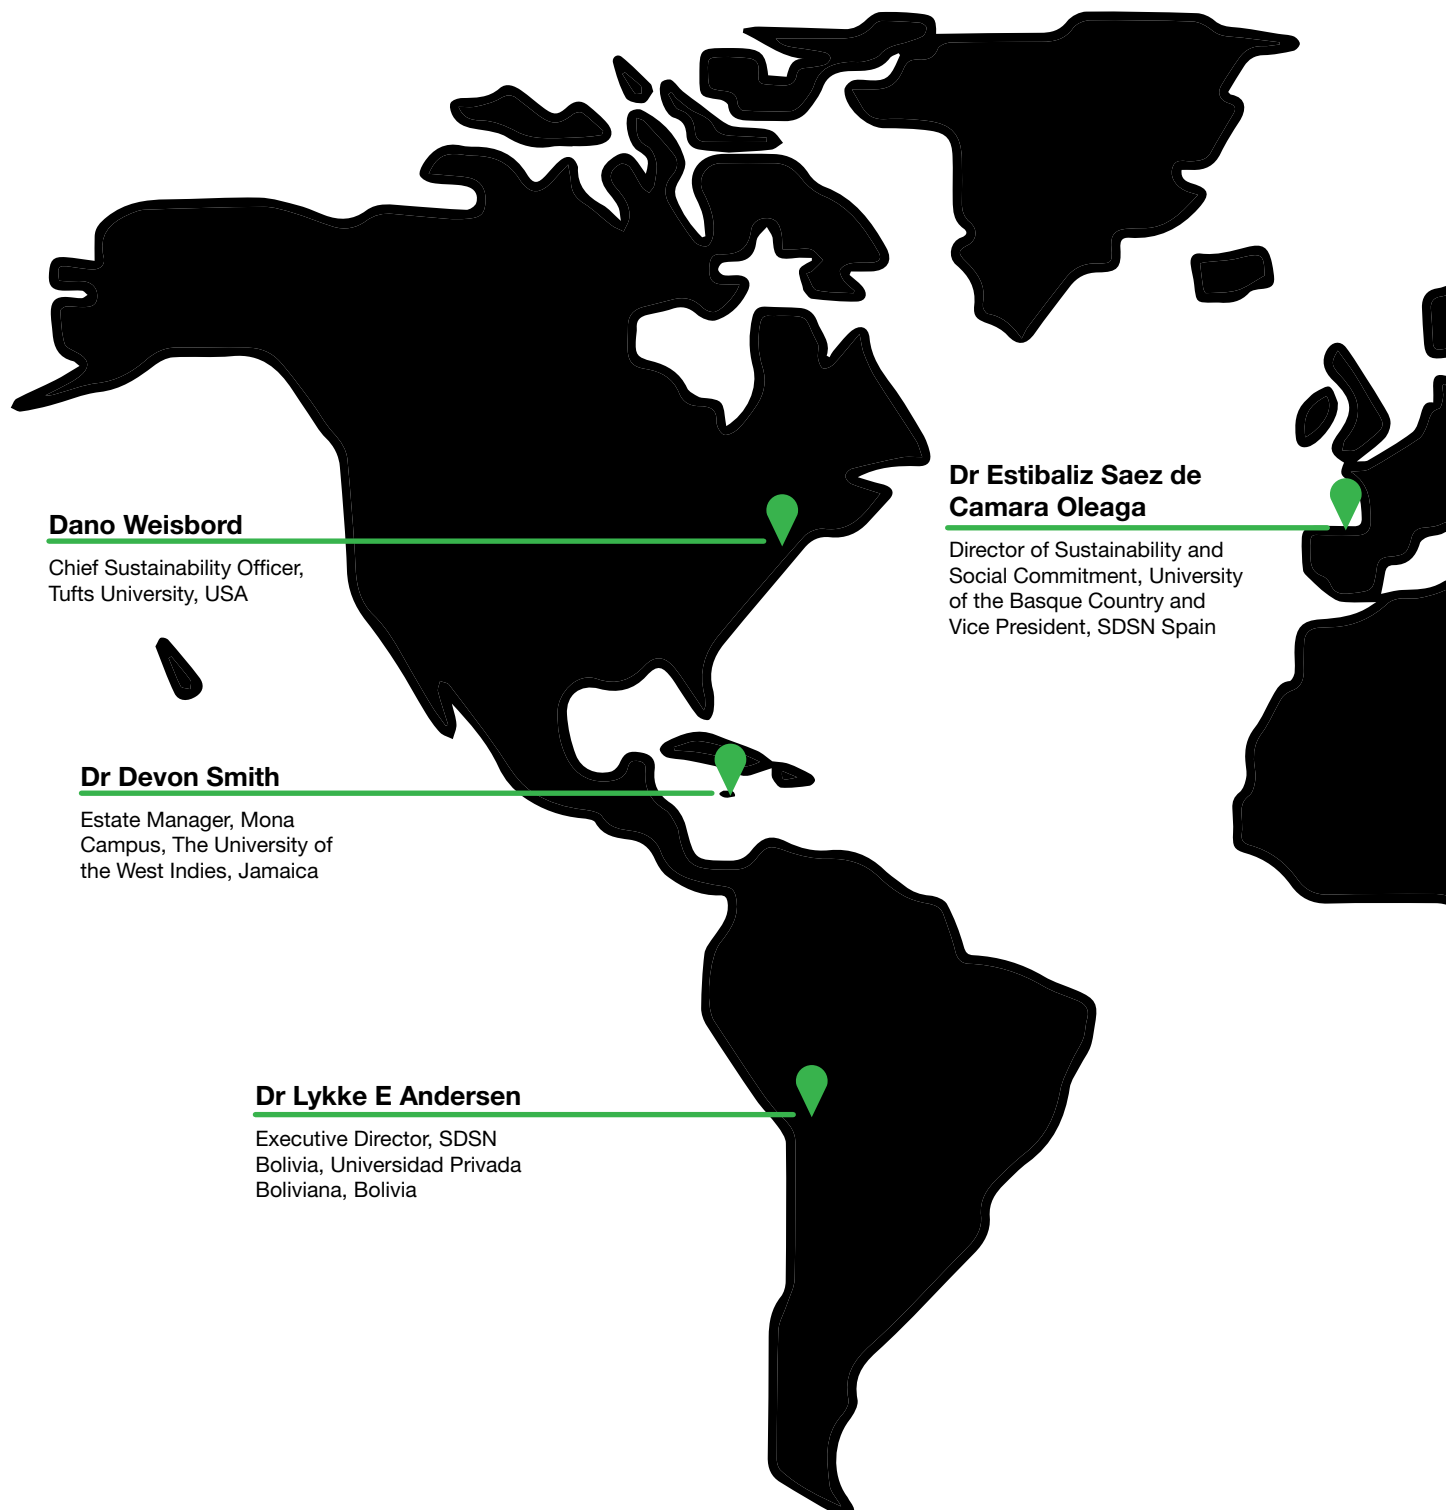 Dr Estibaliz Saez de
Camara Oleaga
Director of Sustainability and
Social Commitment, University
of the Basque Country and
Vice President, SDSN Spain
Dano Weisbord
Chief Sustainability Officer,
Tufts University, USA
Dr Devon Smith
Estate Manager, Mona
Campus, The University of
the West Indies, Jamaica
Dr Lykke E Andersen
Executive Director, SDSN
Bolivia, Universidad Privada
Boliviana, Bolivia